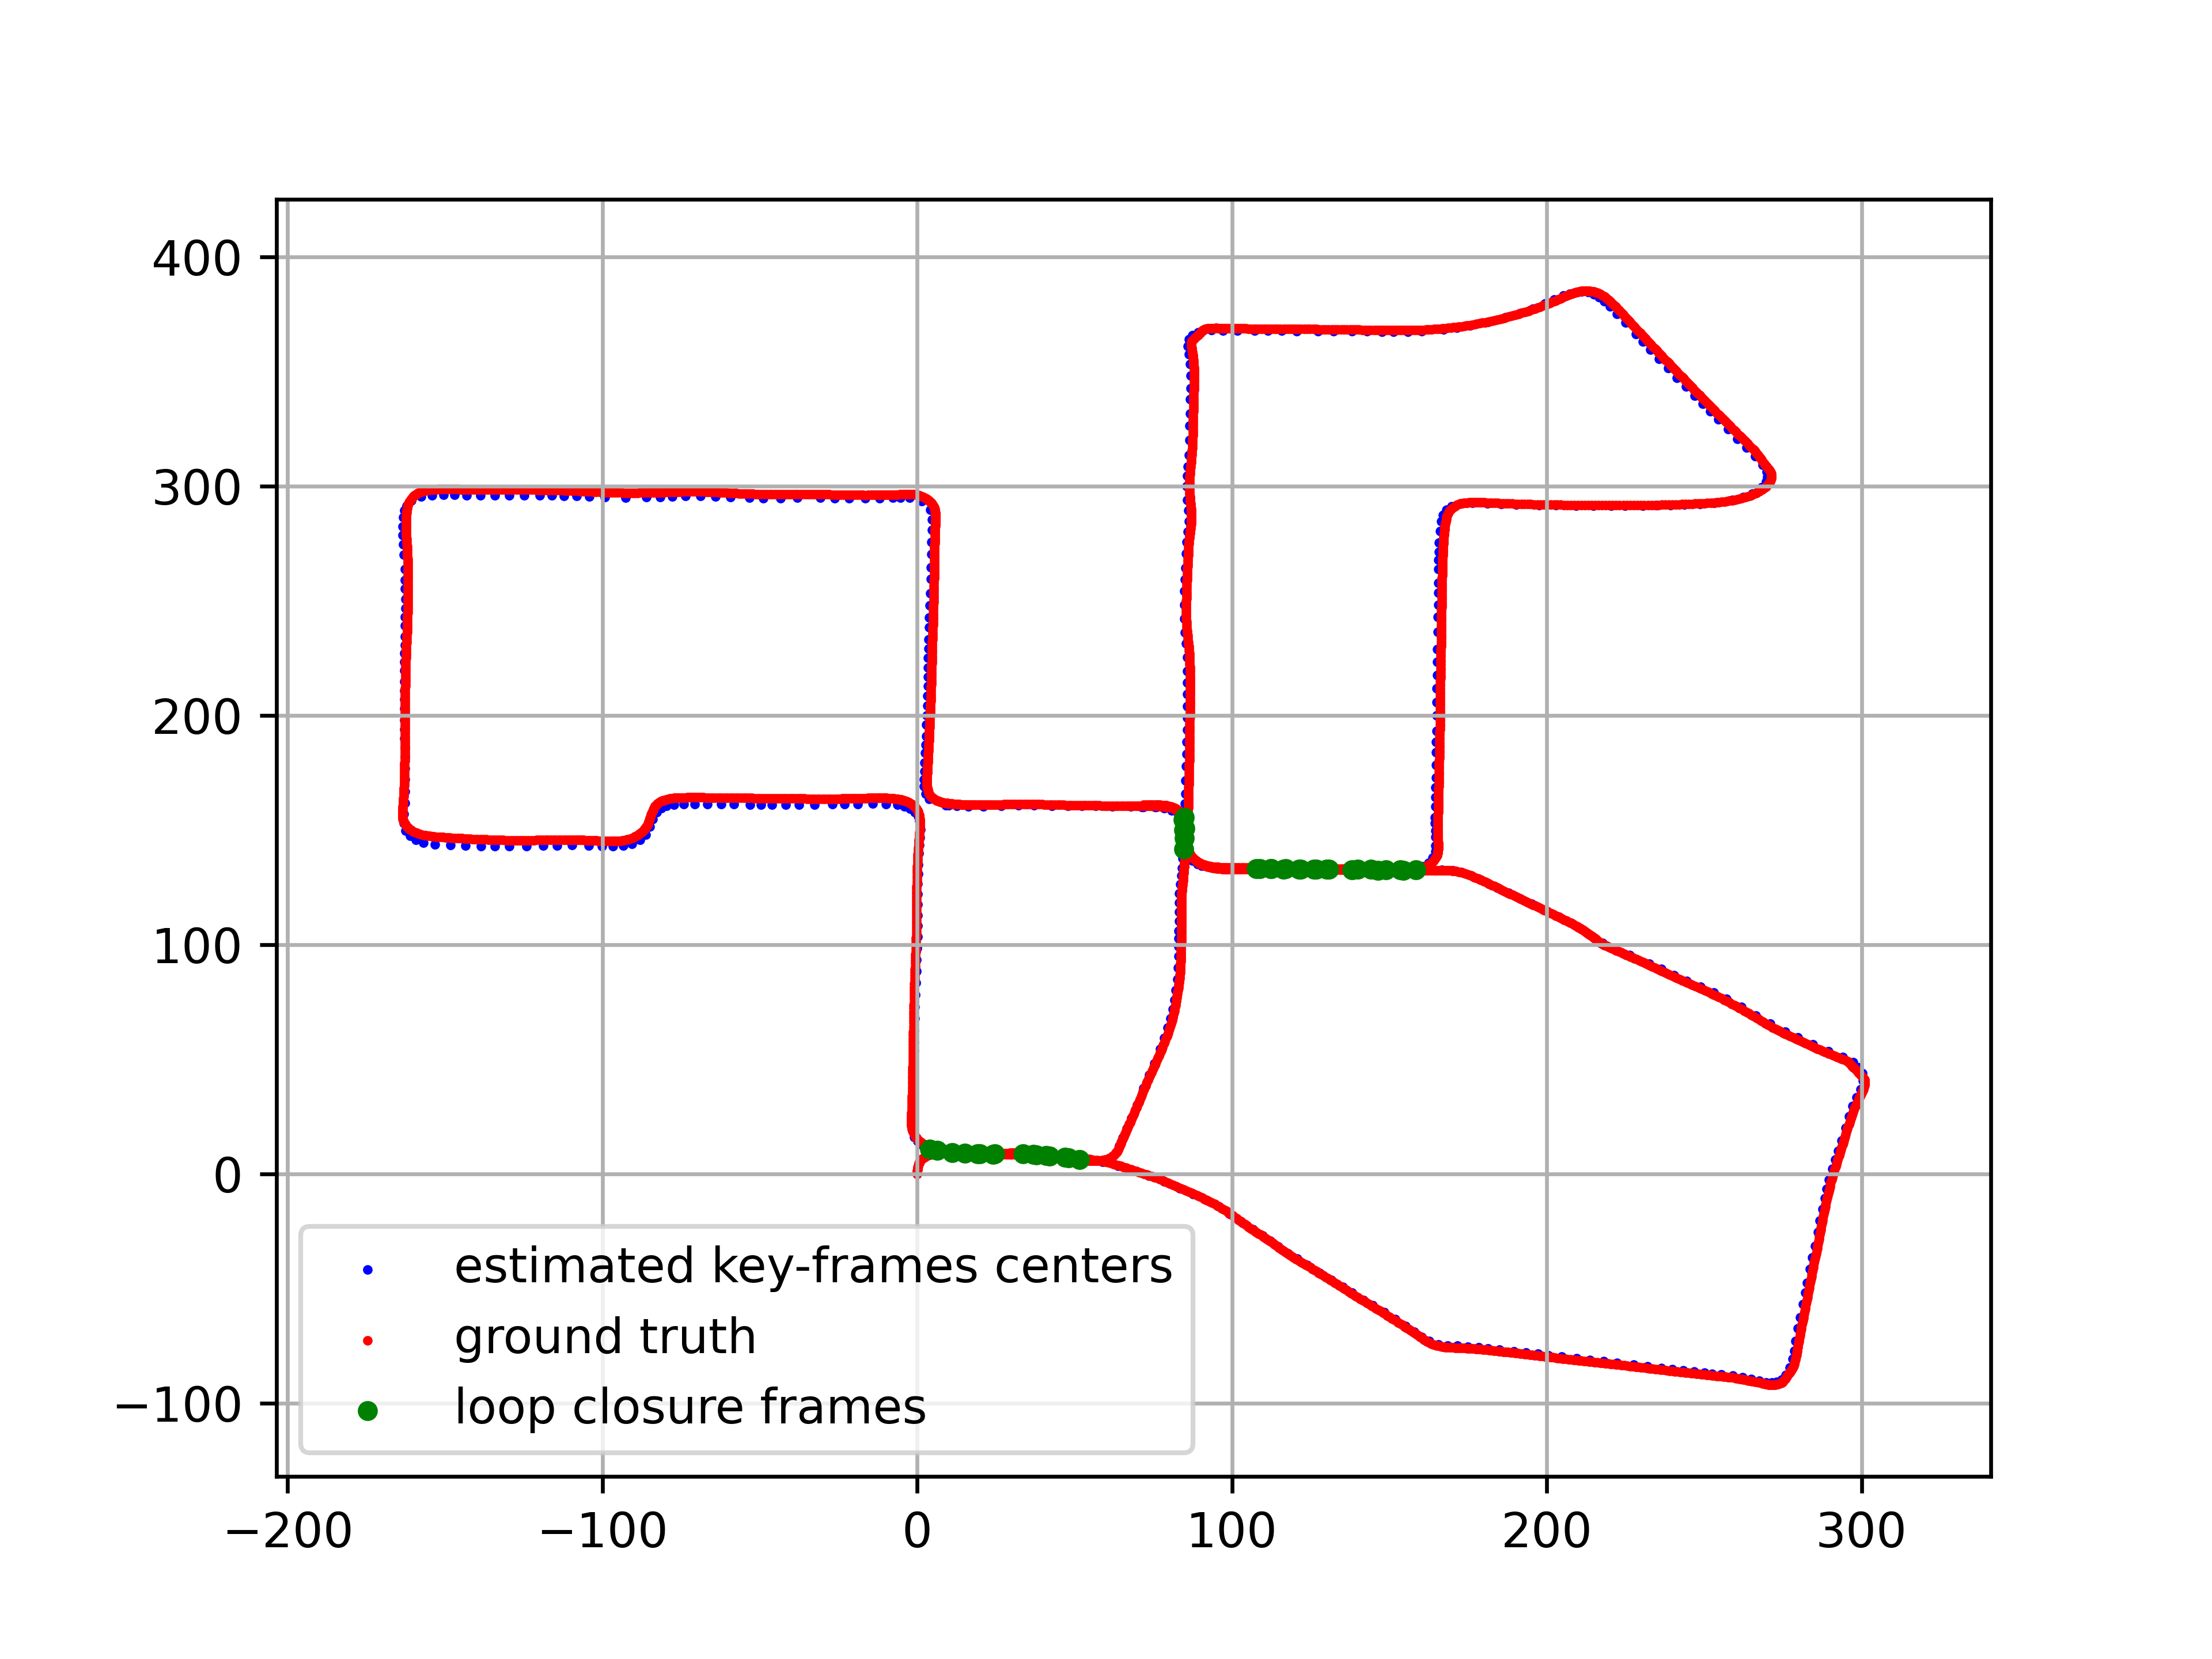 400
300
200
100
0
−100
estimated key-frames centers
ground truth
loop closure frames
−200 −100 0 100 200 300